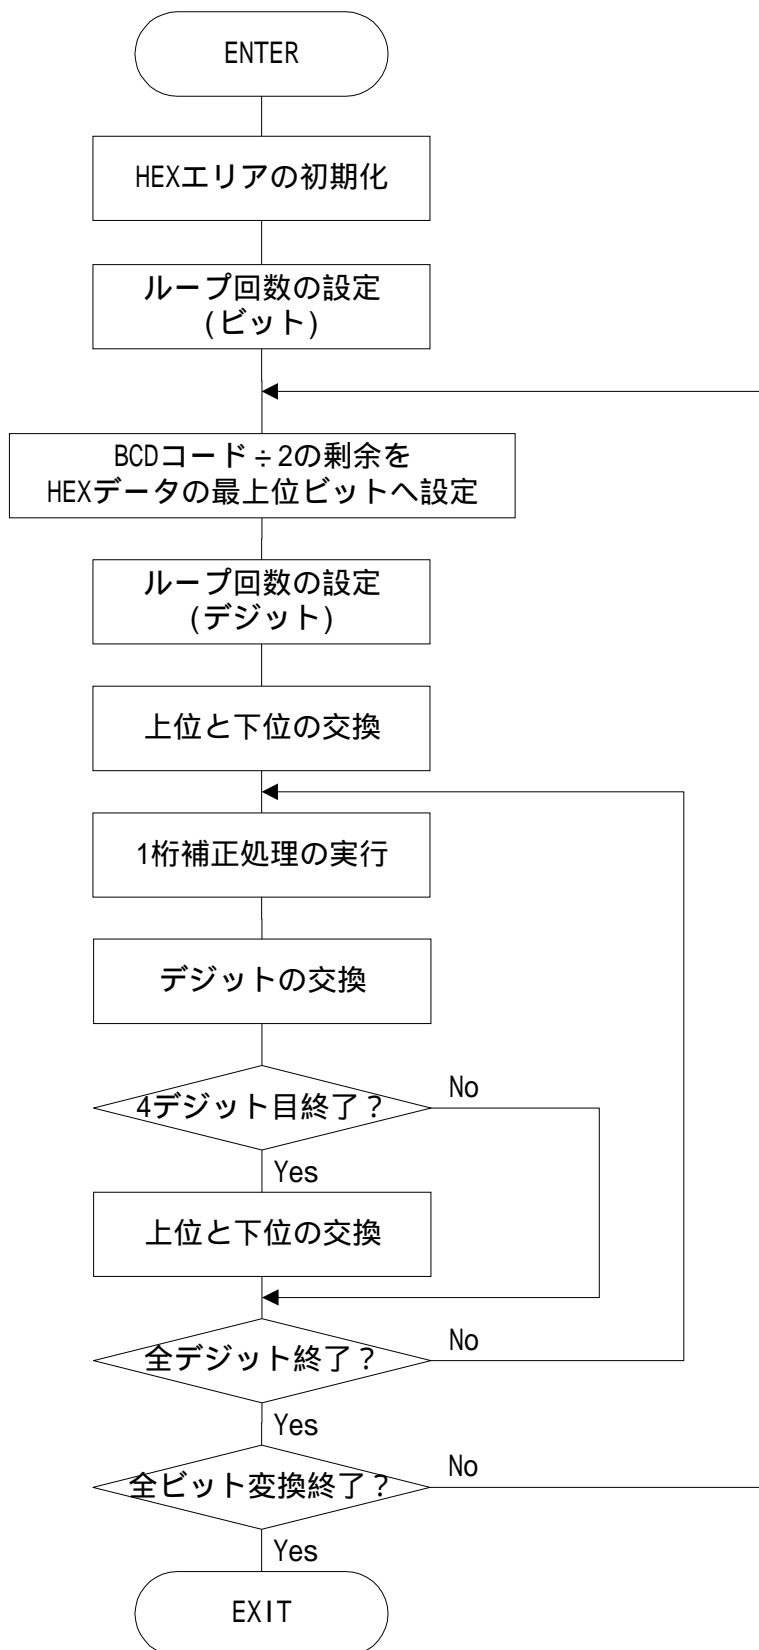 ENTER
HEXエリアの初期化
ループ回数の設定
(ビット)
BCDコード÷2の剰余を
HEXデータの最上位ビットへ設定
ループ回数の設定
(デジット)
上位と下位の交換
1桁補正処理の実行
デジットの交換
4デジット目終了?
No
Yes
上位と下位の交換
全デジット終了?
No
Yes
全ビット変換終了?
No
Yes
EXIT